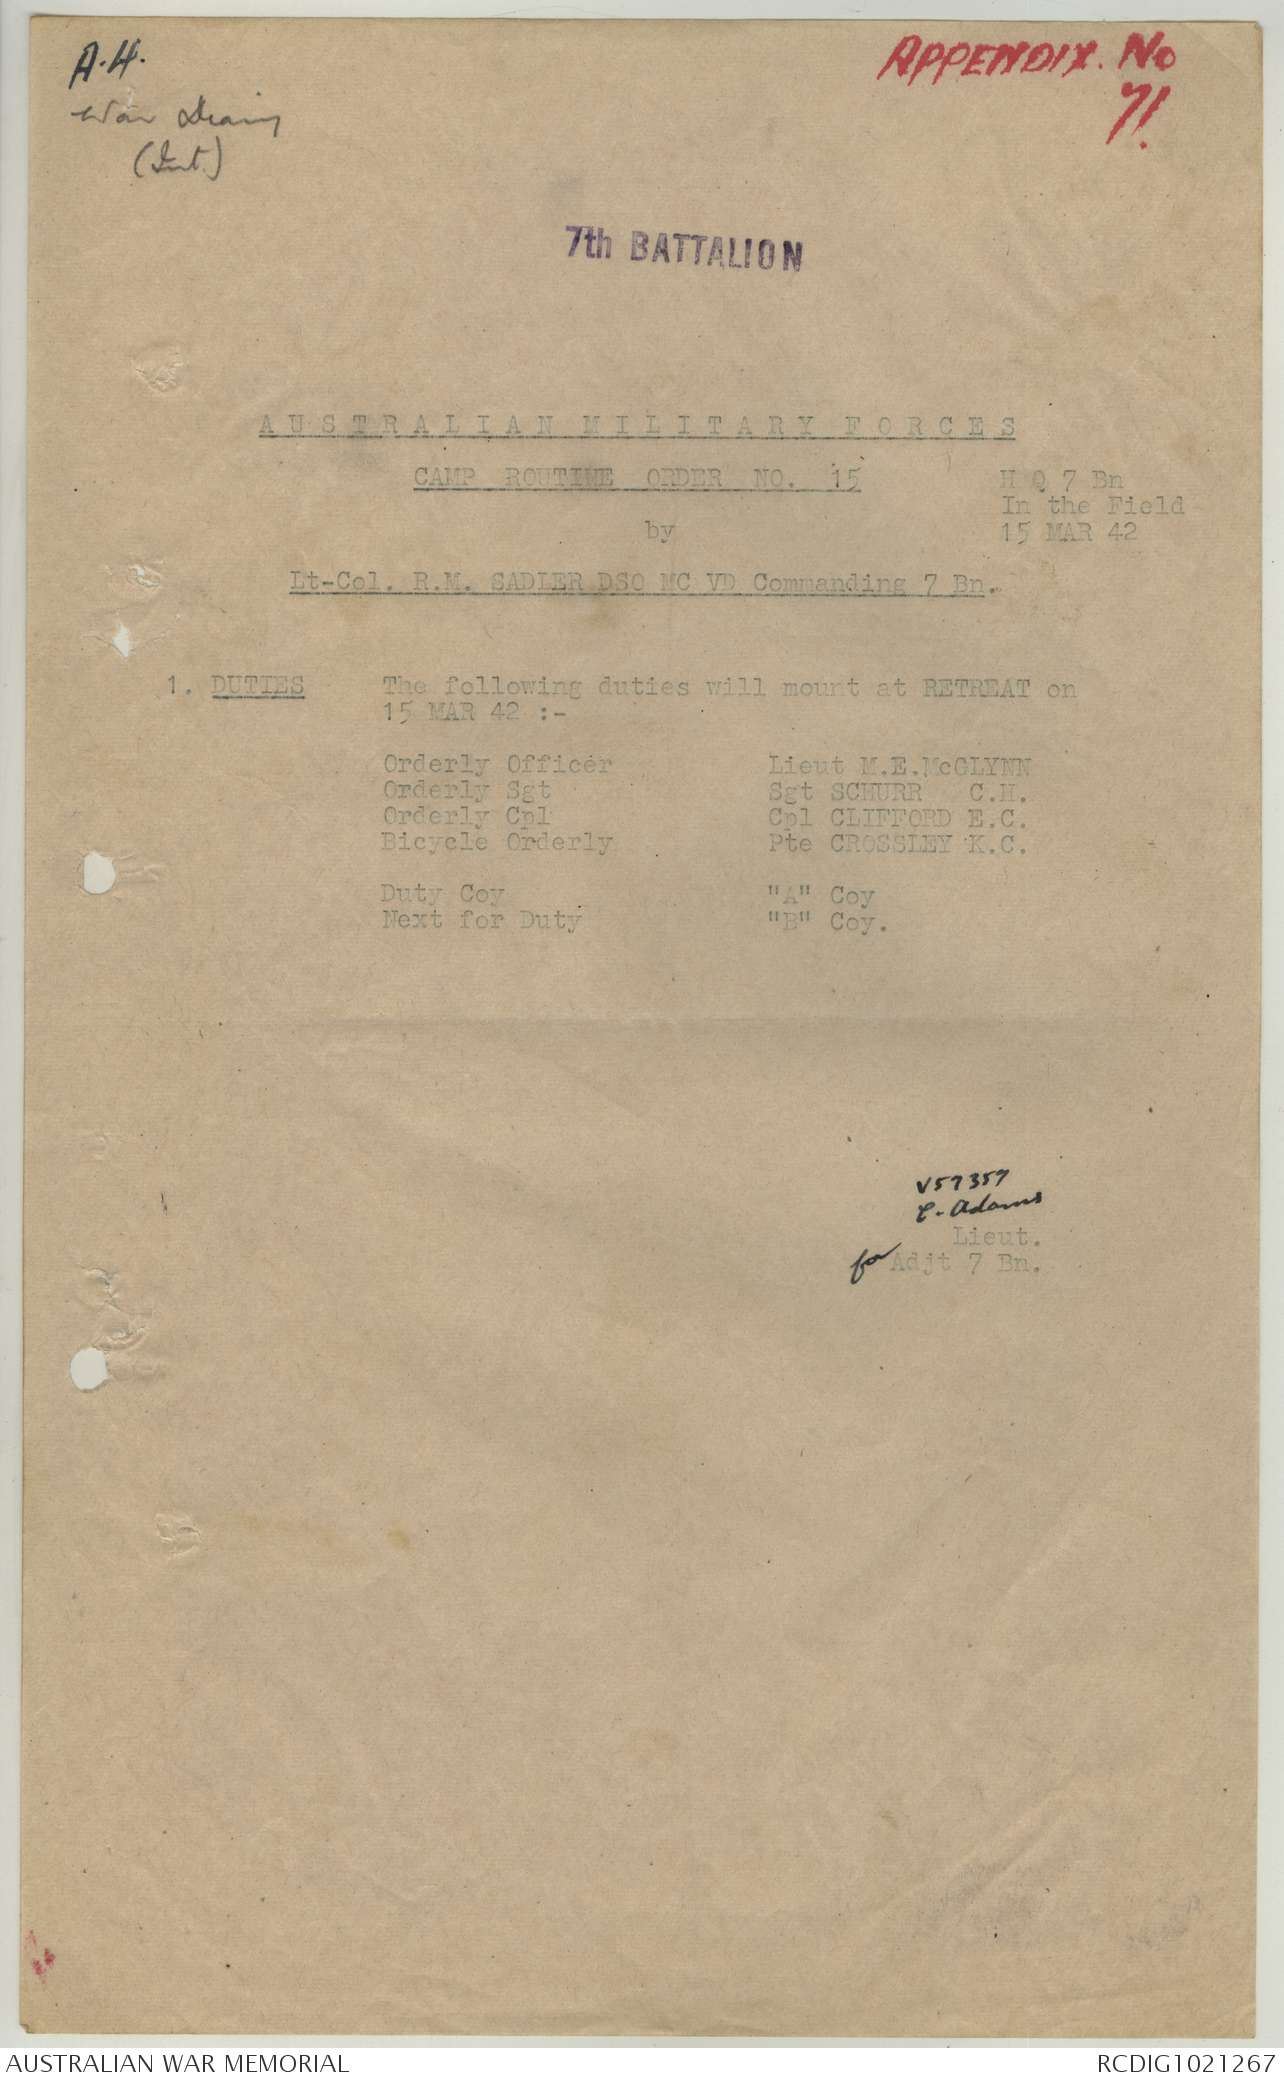 A.H.
War Diary
(Int.)
APPENDIX. No
71.
7th BATTALION
AUSTRALIAN MILITARY FORCES
CAMP ROUTINE ORDER NO. 15
H Q 7 Bn
In the Field
15 MAR 42
by
Lt-Col. R.M. SADLER DSO MC VD Commanding 7 Bn.
1. DUTIES The following duties will mount at RETREAT on
15 MAR 42 :-
Orderly Officer Lieut M.E.McGLYNN
Orderly Sgt Sgt SCHURR C.H.
Orderly Cpl Cpl CLIFFORD E.C.
Bicycle Orderly Pte CROSSLEY K.C.
Duty Coy "A" Coy
Next for Duty "B" Coy.
V57357
C. Adams
Lieut.
for Adjt 7 Bn.
AUSTRALIAN WAR MEMORIAL
RCDIG1021267